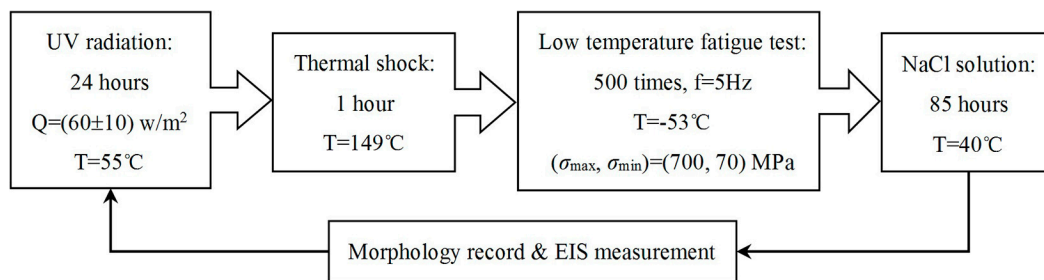 UV radiation:
24 hours
Q=(60±10) w/m²
T=55℃
Thermal shock:
1 hour
T=149℃
Low temperature fatigue test:
500 times, f=5Hz
T=-53℃
(σmax, σmin)=(700, 70) MPa
NaCl solution:
85 hours
T=40℃
Morphology record & EIS measurement